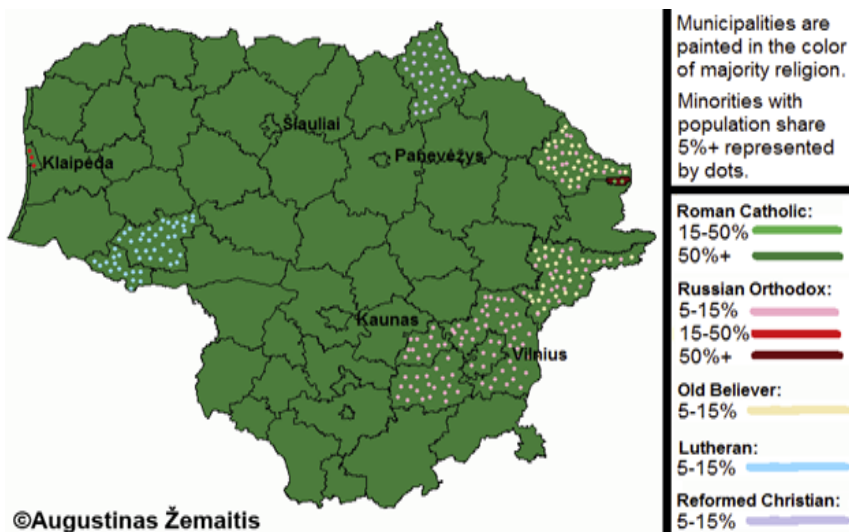 Municipalities are
painted in the color
of majority religion.
Minorities with
population share
5%+ represented
by dots.
Roman Catholic:
15-50%
50%+
Russian Orthodox:
5-15%
15-50%
50%+
Old Believer:
5-15%
Lutheran:
5-15%
Reformed Christian:
5-15%
Šiauliai
Klaipėda
Panevėžys
Kaunas
Vilnius
©Augustinas Žemaitis